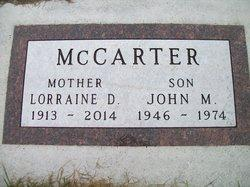 McCARTER
MOTHER SON
LORRAINE D. JOHN M.
1913 - 2014 1946 - 1974